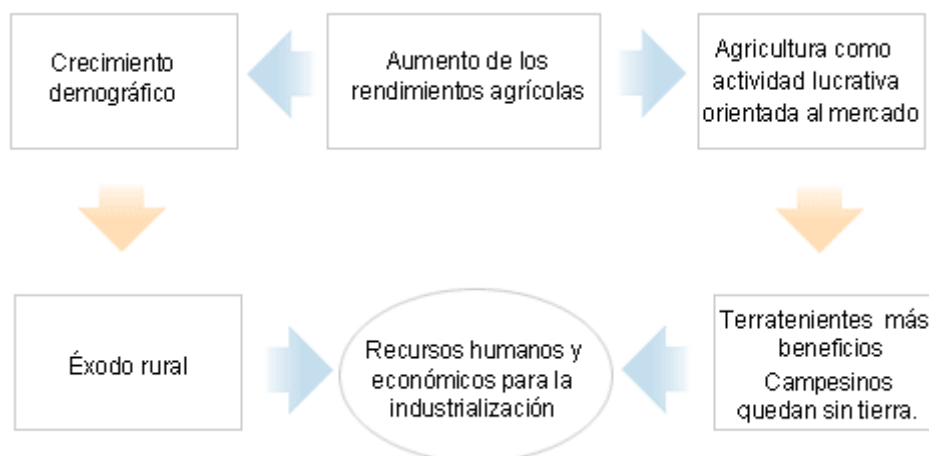 Crecimiento
demográfico
Aumento de los
rendimientos agrícolas
Agricultura como
actividad lucrativa
orientada al mercado
Éxodo rural
Recursos humanos y
económicos para la
industrialización
Terratenientes más
beneficios
Campesinos
quedan sin tierra.